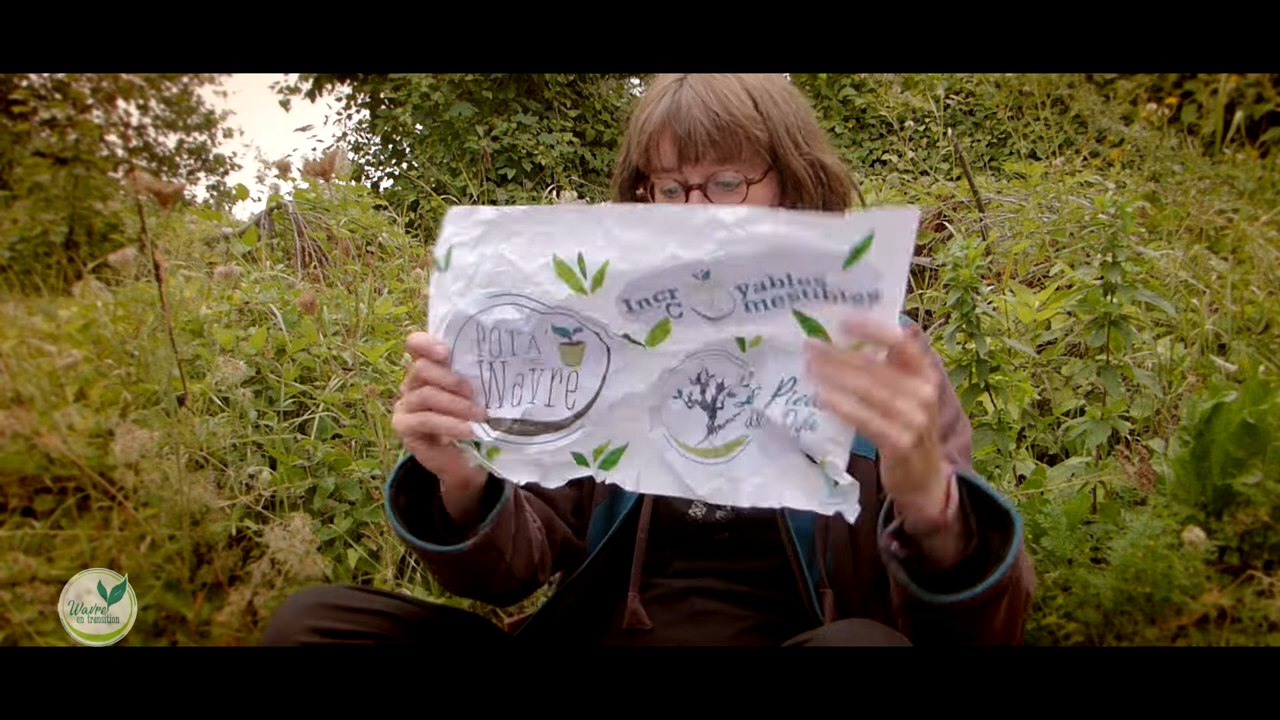 Incr yables
C mestibles
POTA'
Wavre
Wavre
en transition